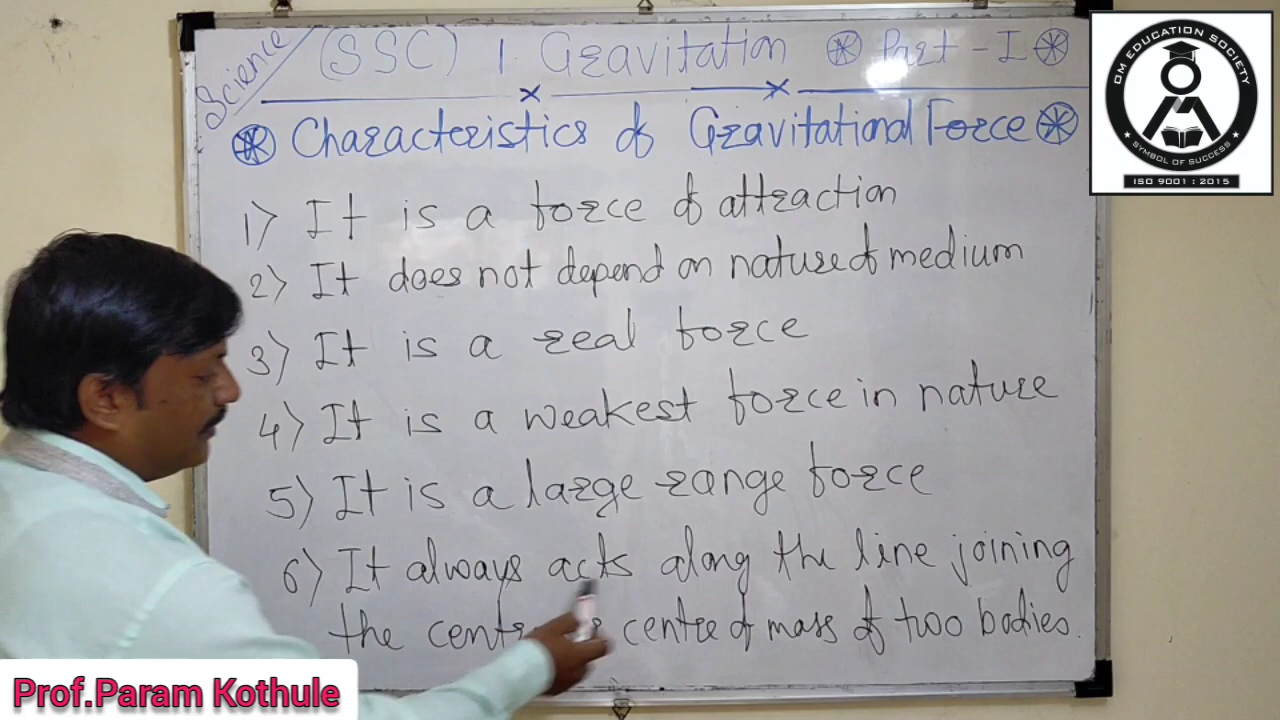 Science
(SSC) | Gravitation Part - I
Characteristics of Gravitational Force
1) It is a force of attraction
2) It does not depend on nature of medium
3) It is a real force
4) It is a weakest force in nature
5) It is a large range force
6) It always acts along the line joining
the centre of mass of two bodies.
OM EDUCATION SOCIETY
SYMBOL OF SUCCESS
ISO 9001 : 2015
Prof.Param Kothule